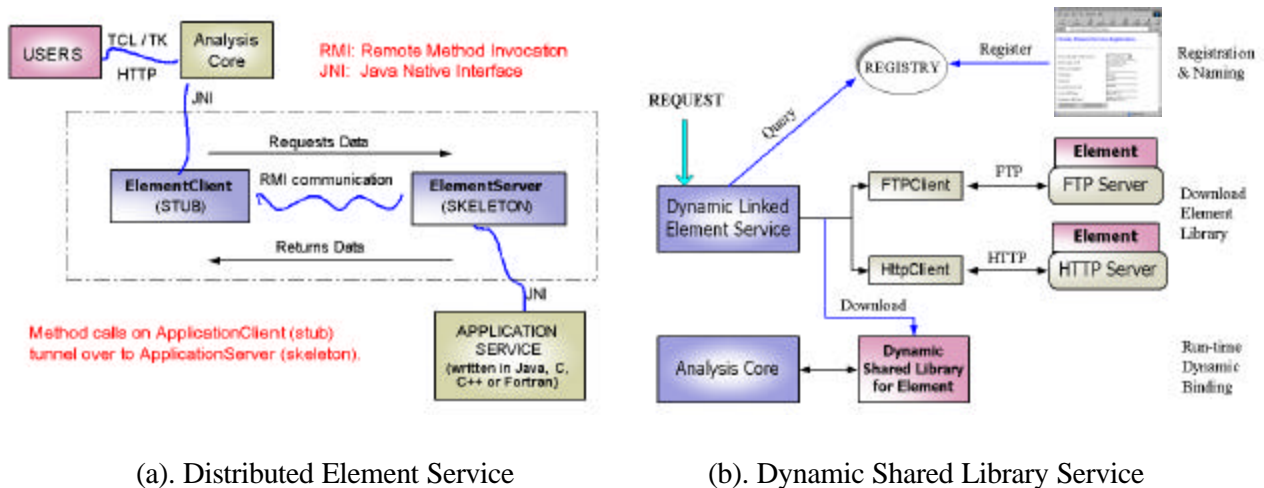 USERS
TCL / TK
HTTP
Analysis
Core
RMI: Remote Method Invocation
JNI: Java Native Interface
JNI
Requests Data
ElementClient
(STUB)
RMI communication
ElementServer
(SKELETON)
Returns Data
JNI
Method calls on ApplicationClient (stub)
tunnel over to ApplicationServer (skeleton).
APPLICATION
SERVICE
(written in Java, C,
C++ or Fortran)
(a). Distributed Element Service
REGISTRY
Register
Registration
& Naming
REQUEST
Query
Dynamic Linked
Element Service
FTPClient
FTP
Element
FTP Server
Download
Element
Library
HttpClient
HTTP
Element
HTTP Server
Download
Analysis Core
Dynamic
Shared Library
for Element
Run-time
Dynamic
Binding
(b). Dynamic Shared Library Service